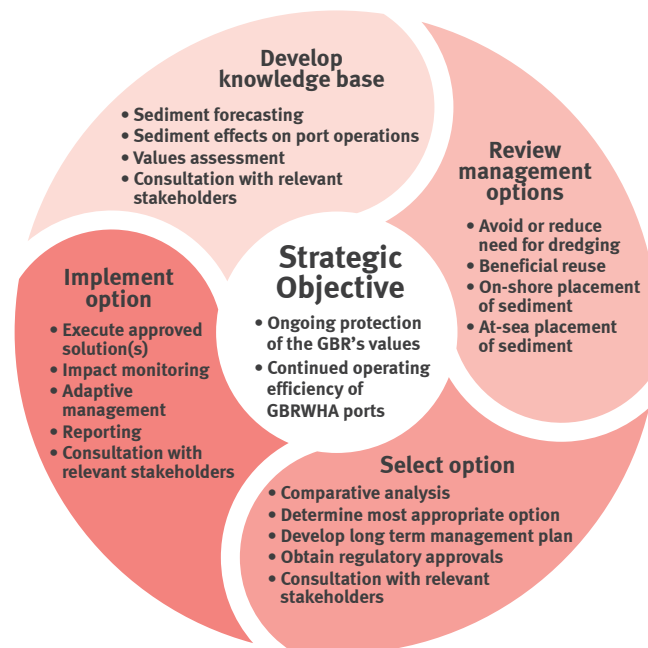 Develop
knowledge base
• Sediment forecasting
• Sediment effects on port operations
• Values assessment
• Consultation with relevant
stakeholders
Review
management
options
• Avoid or reduce
need for dredging
• Beneficial reuse
• On-shore placement
of sediment
• At-sea placement
of sediment
Strategic
Objective
• Ongoing protection
of the GBR's values
• Continued operating
efficiency of
GBRWHA ports
Implement
option
• Execute approved
solution(s)
• Impact monitoring
• Adaptive
management
• Reporting
• Consultation with
relevant stakeholders
Select option
• Comparative analysis
• Determine most appropriate option
• Develop long term management plan
• Obtain regulatory approvals
• Consultation with relevant
stakeholders